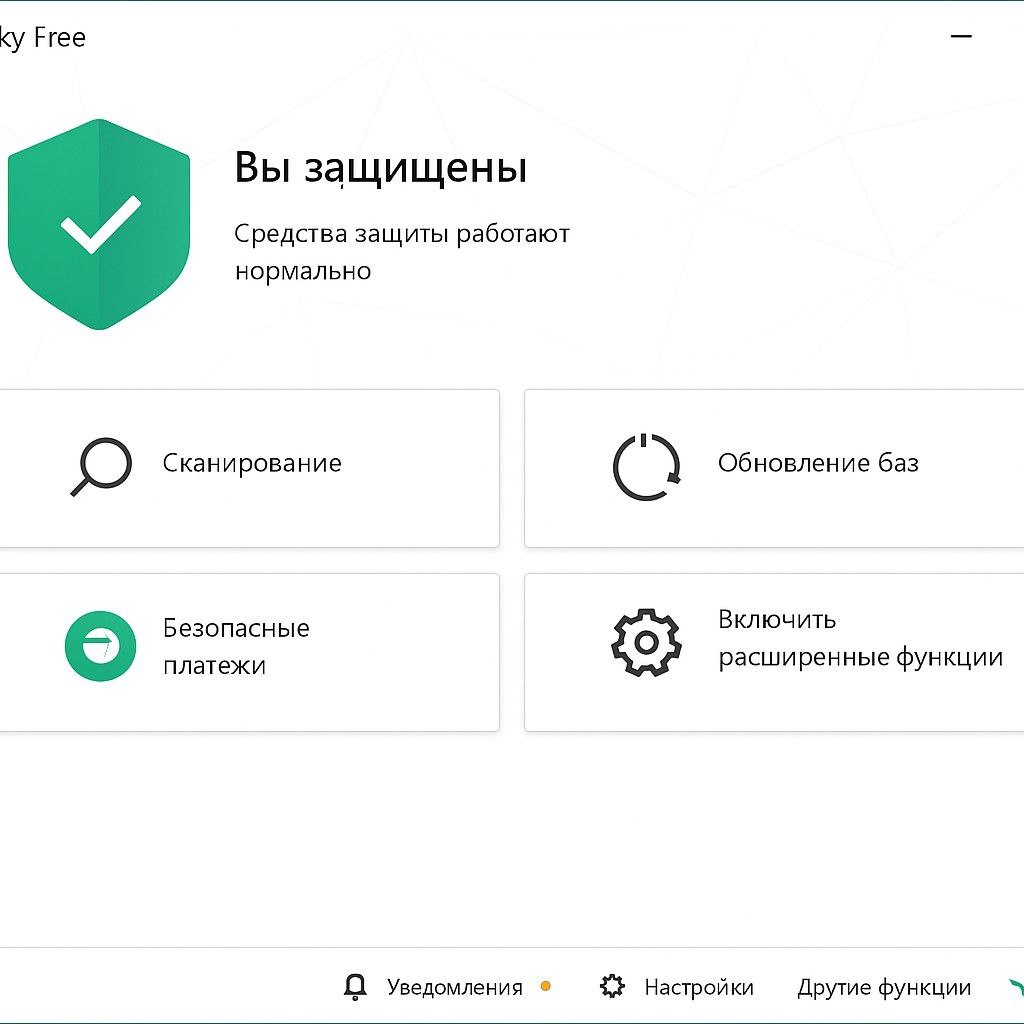 ky Free
Вы защищены
Средства защиты работают
нормально
Сканирование
Обновление баз
Безопасные
платежи
Включить
расширенные функции
Уведомления
Настройки
Другие функции